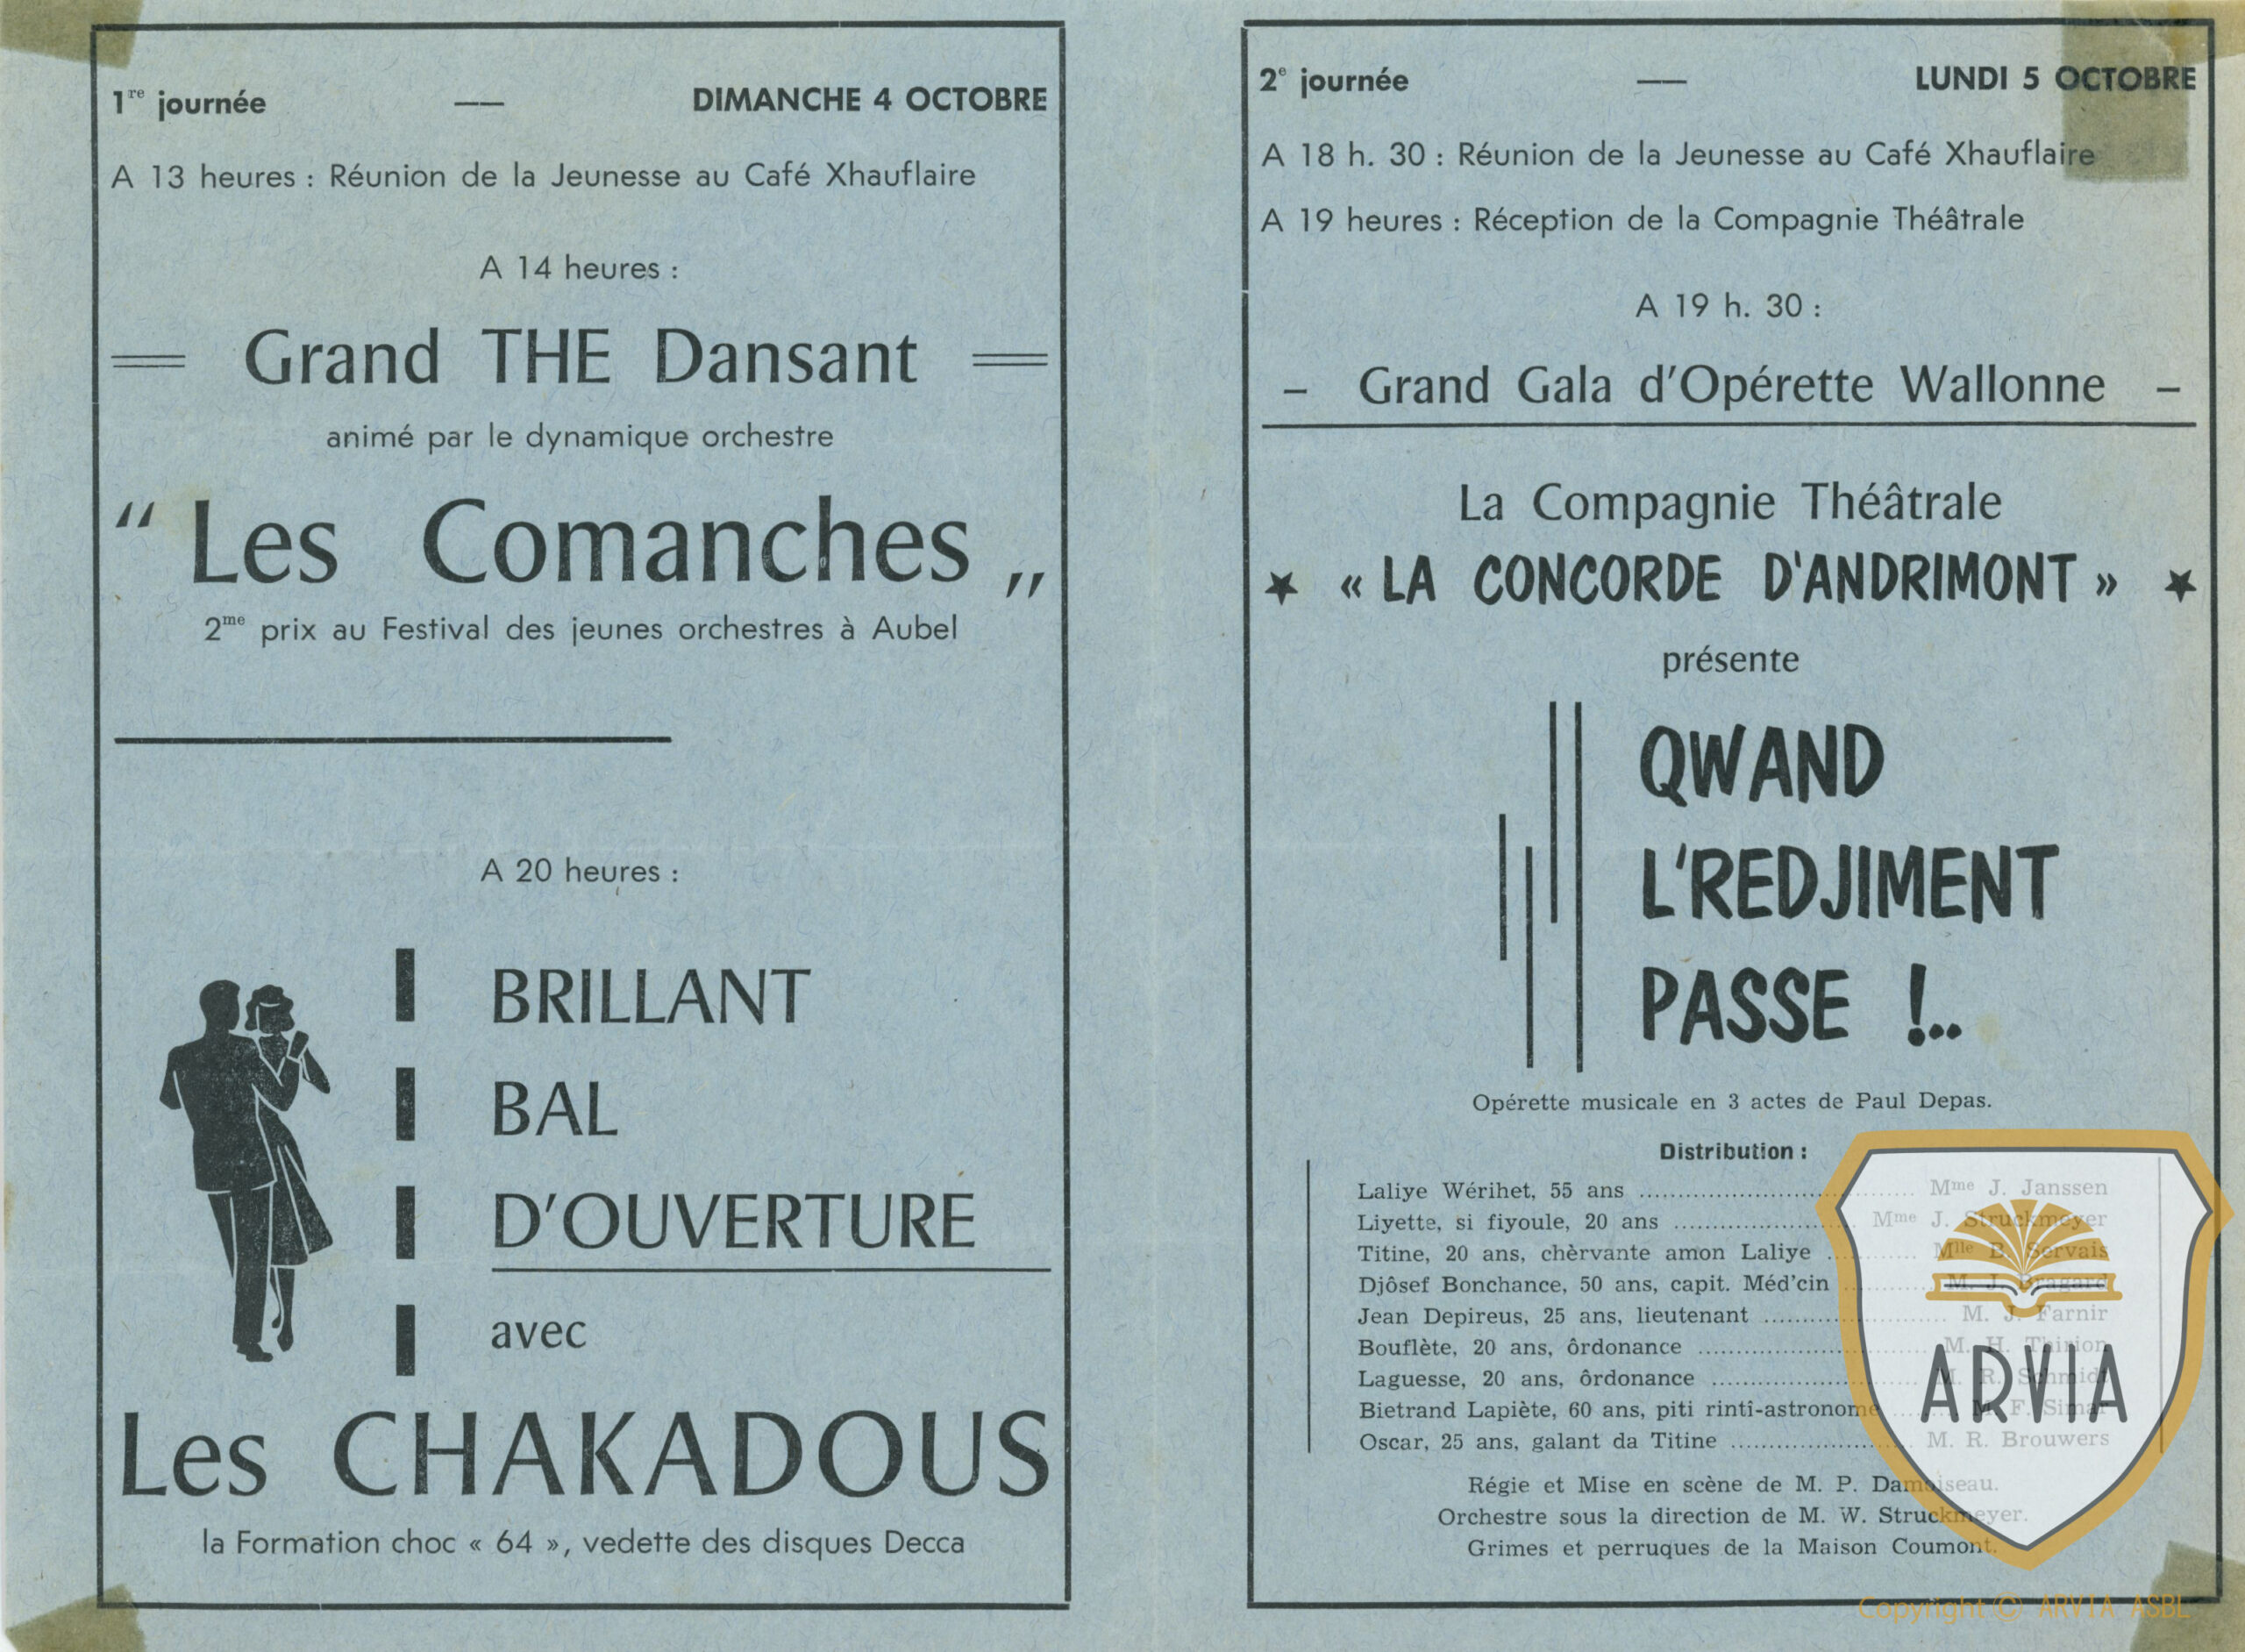 1re journée — DIMANCHE 4 OCTOBRE
A 13 heures : Réunion de la Jeunesse au Café Xhauflaire
A 14 heures :
Grand THE Dansant
animé par le dynamique orchestre
“ Les Comanches „
2me prix au Festival des jeunes orchestres à Aubel
A 20 heures :
BRILLANT
BAL
D'OUVERTURE
avec
Les CHAKADOUS
la Formation choc « 64 », vedette des disques Decca
2e journée — LUNDI 5 OCTOBRE
A 18 h. 30 : Réunion de la Jeunesse au Café Xhauflaire
A 19 heures : Réception de la Compagnie Théâtrale
A 19 h. 30 :
– Grand Gala d'Opérette Wallonne –
La Compagnie Théâtrale
★ « LA CONCORDE D'ANDRIMONT » ★
présente
QWAND
L'REDJIMENT
PASSE !..
Opérette musicale en 3 actes de Paul Depas.
Distribution :
Laliye Wérihet, 55 ans ........ Mme J. Janssen
Liyette, si fiyoule, 20 ans ........ Mme J. Struckmeyer
Titine, 20 ans, chèrvante amon Laliye ........ Mlle B. Servais
Djôsef Bonchance, 50 ans, capit. Méd'cin ........ M. J. Bragard
Jean Depireus, 25 ans, lieutenant ........ M. J. Farnir
Bouflète, 20 ans, ôrdonance ........ M. H. Thirion
Laguesse, 20 ans, ôrdonance ........ M. R. Schmidt
Bietrand Lapiète, 60 ans, piti rinti-astronome ........ M. F. Simar
Oscar, 25 ans, galant da Titine ........ M. R. Brouwers
Régie et Mise en scène de M. P. Damoiseau.
Orchestre sous la direction de M. W. Struckmeyer.
Grimes et perruques de la Maison Coumont.
ARVIA
Copyright © ARVIA ASBL